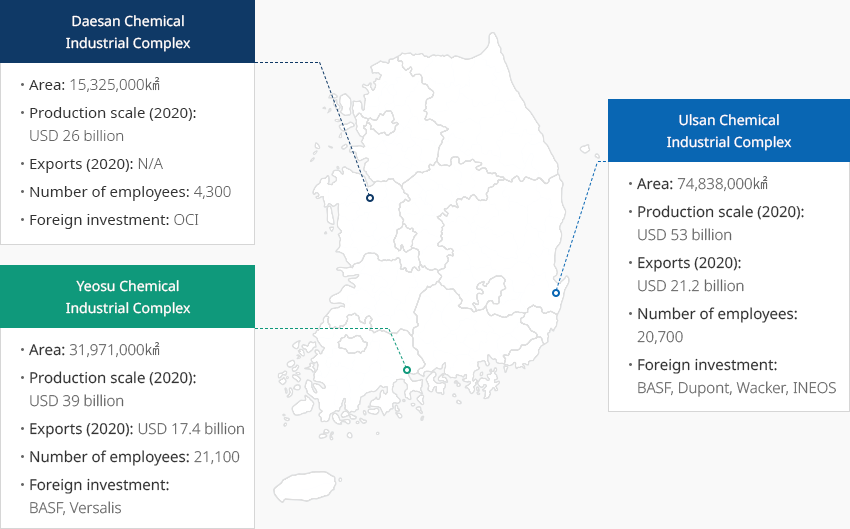 Daesan Chemical
Industrial Complex
• Area: 15,325,000㎢
• Production scale (2020):
USD 26 billion
• Exports (2020): N/A
• Number of employees: 4,300
• Foreign investment: OCI
Yeosu Chemical
Industrial Complex
• Area: 31,971,000㎢
• Production scale (2020):
USD 39 billion
• Exports (2020): USD 17.4 billion
• Number of employees: 21,100
• Foreign investment:
BASF, Versalis
Ulsan Chemical
Industrial Complex
• Area: 74,838,000㎢
• Production scale (2020):
USD 53 billion
• Exports (2020):
USD 21.2 billion
• Number of employees:
20,700
• Foreign investment:
BASF, Dupont, Wacker, INEOS